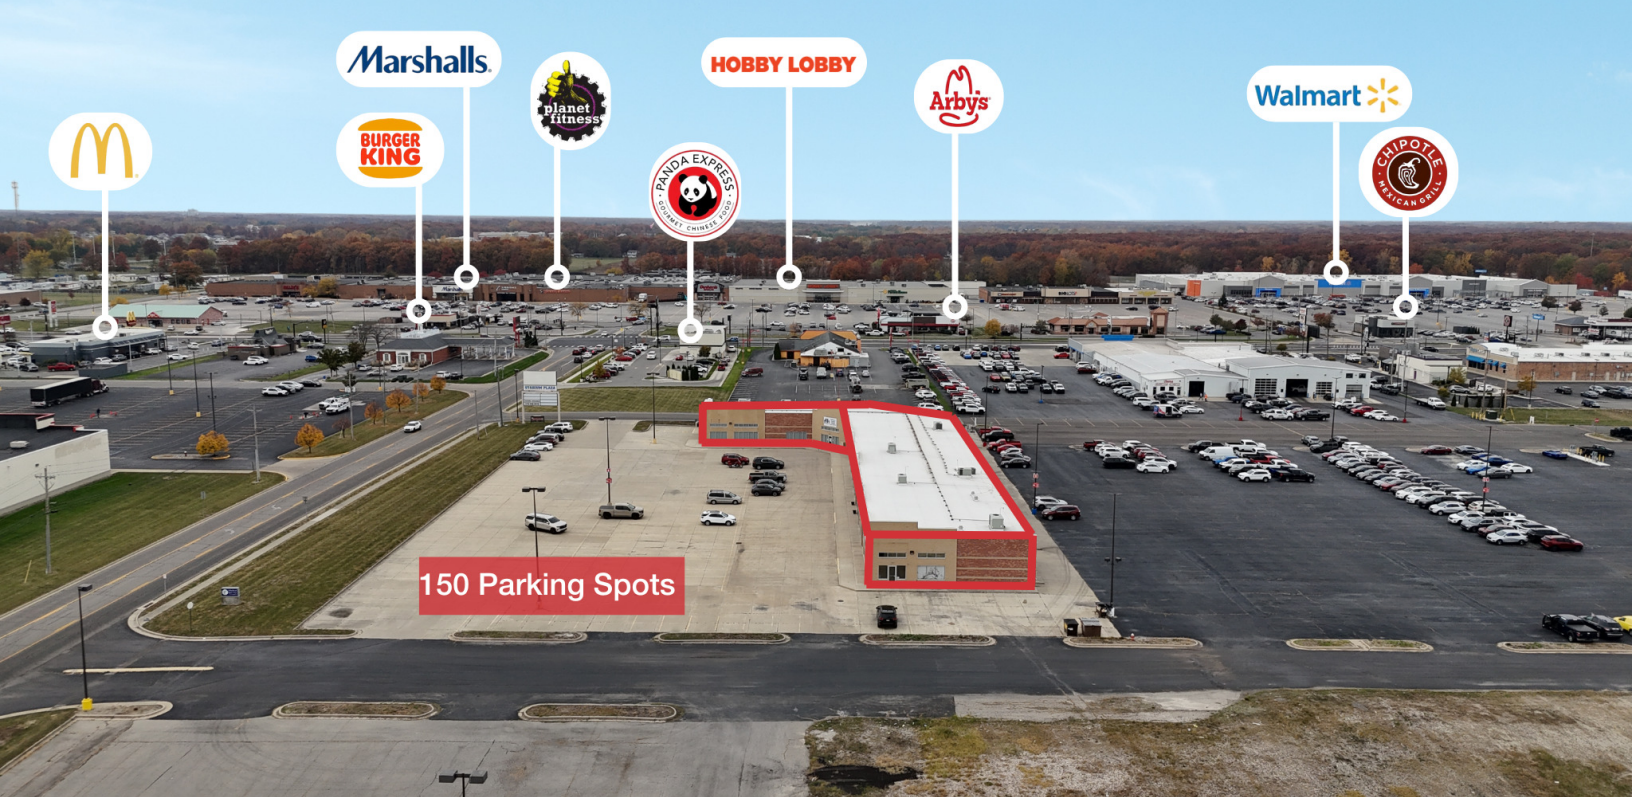 Marshalls.
HOBBY LOBBY
planet
fitness
Arby's
Walmart
BURGER
KING
CHIPOTLE
MEXICAN GRILL
PANDA EXPRESS
GOURMET CHINESE FOOD
150 Parking Spots